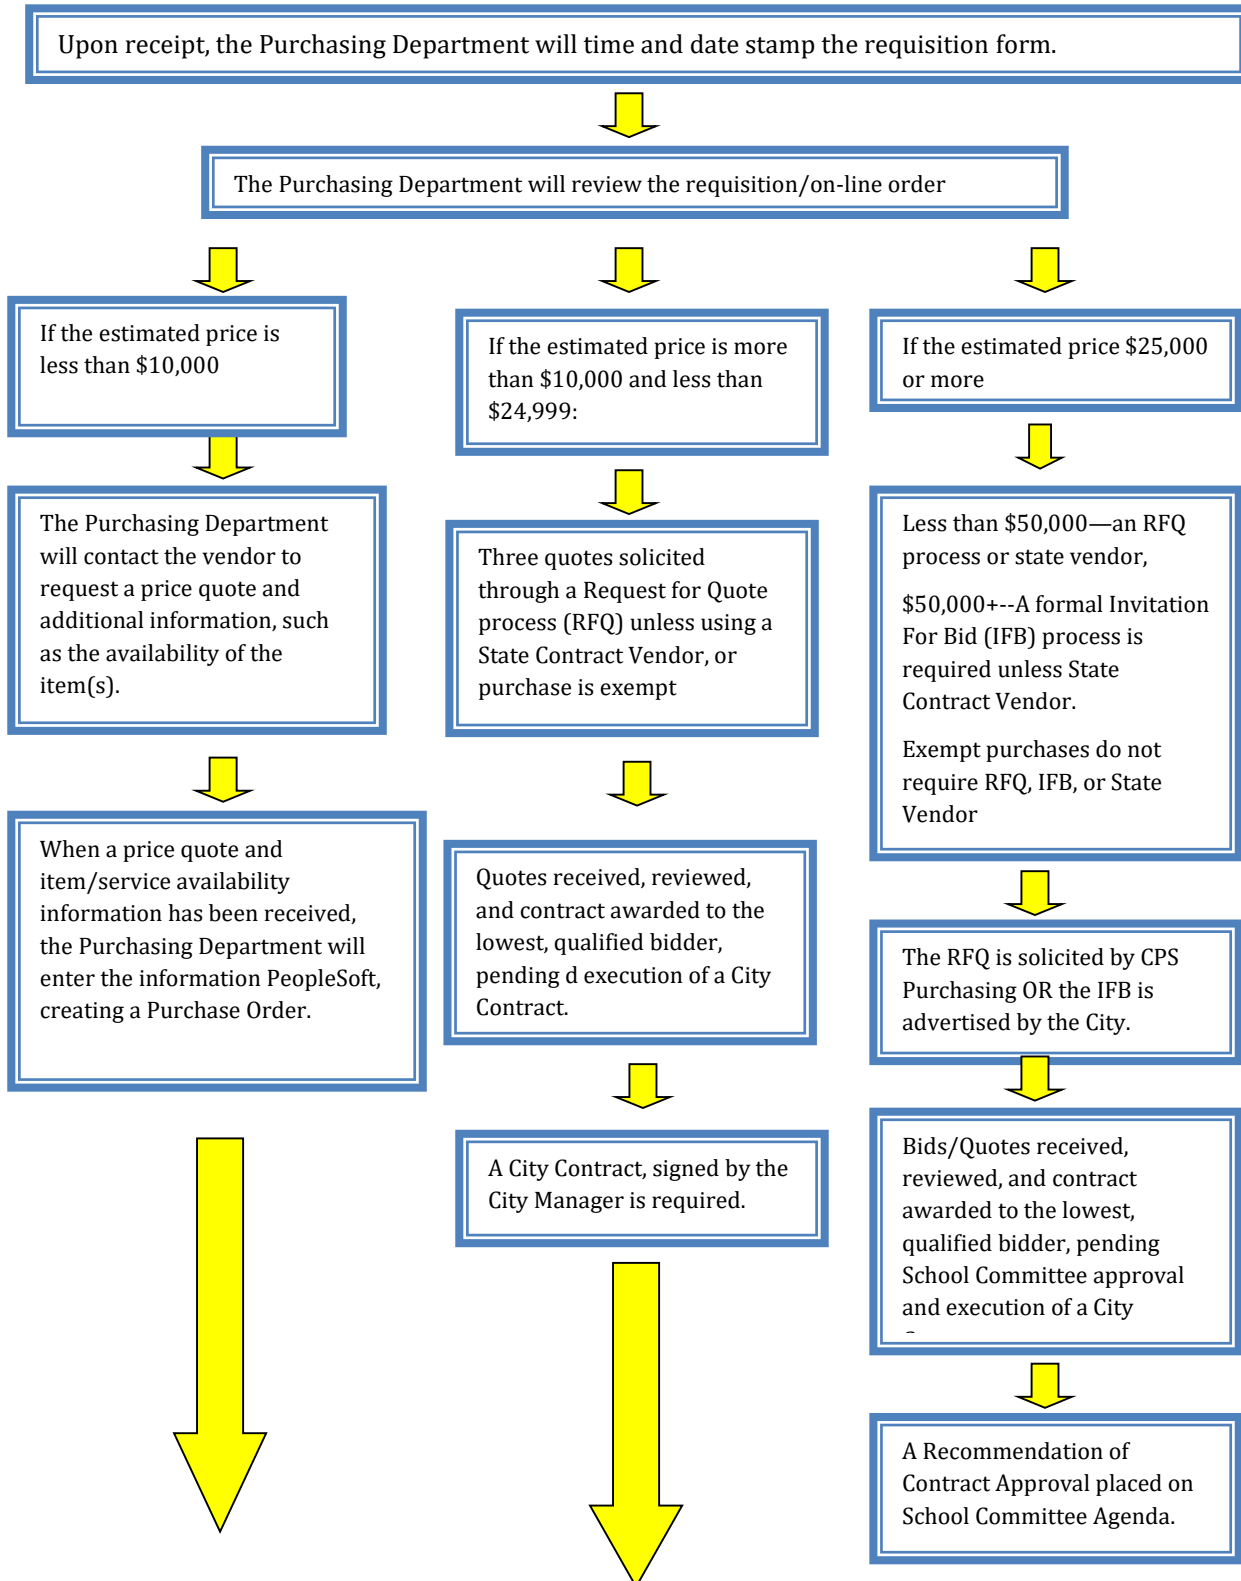 Upon receipt, the Purchasing Department will time and date stamp the requisition form.
The Purchasing Department will review the requisition/on-line order
If the estimated price is
less than $10,000
The Purchasing Department
will contact the vendor to
request a price quote and
additional information, such
as the availability of the
item(s).
When a price quote and
item/service availability
information has been received,
the Purchasing Department will
enter the information PeopleSoft,
creating a Purchase Order.
If the estimated price is more
than $10,000 and less than
$24,999:
Three quotes solicited
through a Request for Quote
process (RFQ) unless using a
State Contract Vendor, or
purchase is exempt
Quotes received, reviewed,
and contract awarded to the
lowest, qualified bidder,
pending d execution of a City
Contract.
A City Contract, signed by the
City Manager is required.
If the estimated price $25,000
or more
Less than $50,000—an RFQ
process or state vendor,
$50,000+--A formal Invitation
For Bid (IFB) process is
required unless State
Contract Vendor.
Exempt purchases do not
require RFQ, IFB, or State
Vendor
The RFQ is solicited by CPS
Purchasing OR the IFB is
advertised by the City.
Bids/Quotes received,
reviewed, and contract
awarded to the lowest,
qualified bidder, pending
School Committee approval
and execution of a City
A Recommendation of
Contract Approval placed on
School Committee Agenda.